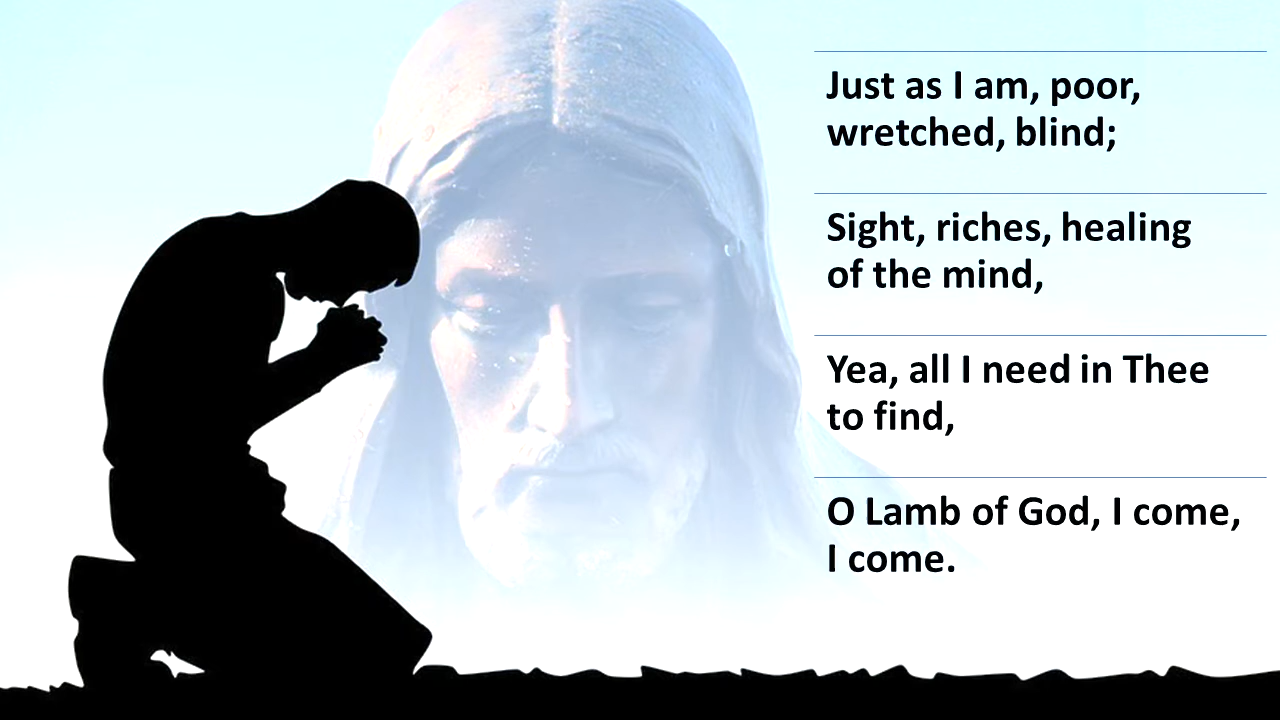 Just as I am, poor,
wretched, blind;
Sight, riches, healing
of the mind,
Yea, all I need in Thee
to find,
O Lamb of God, I come,
I come.